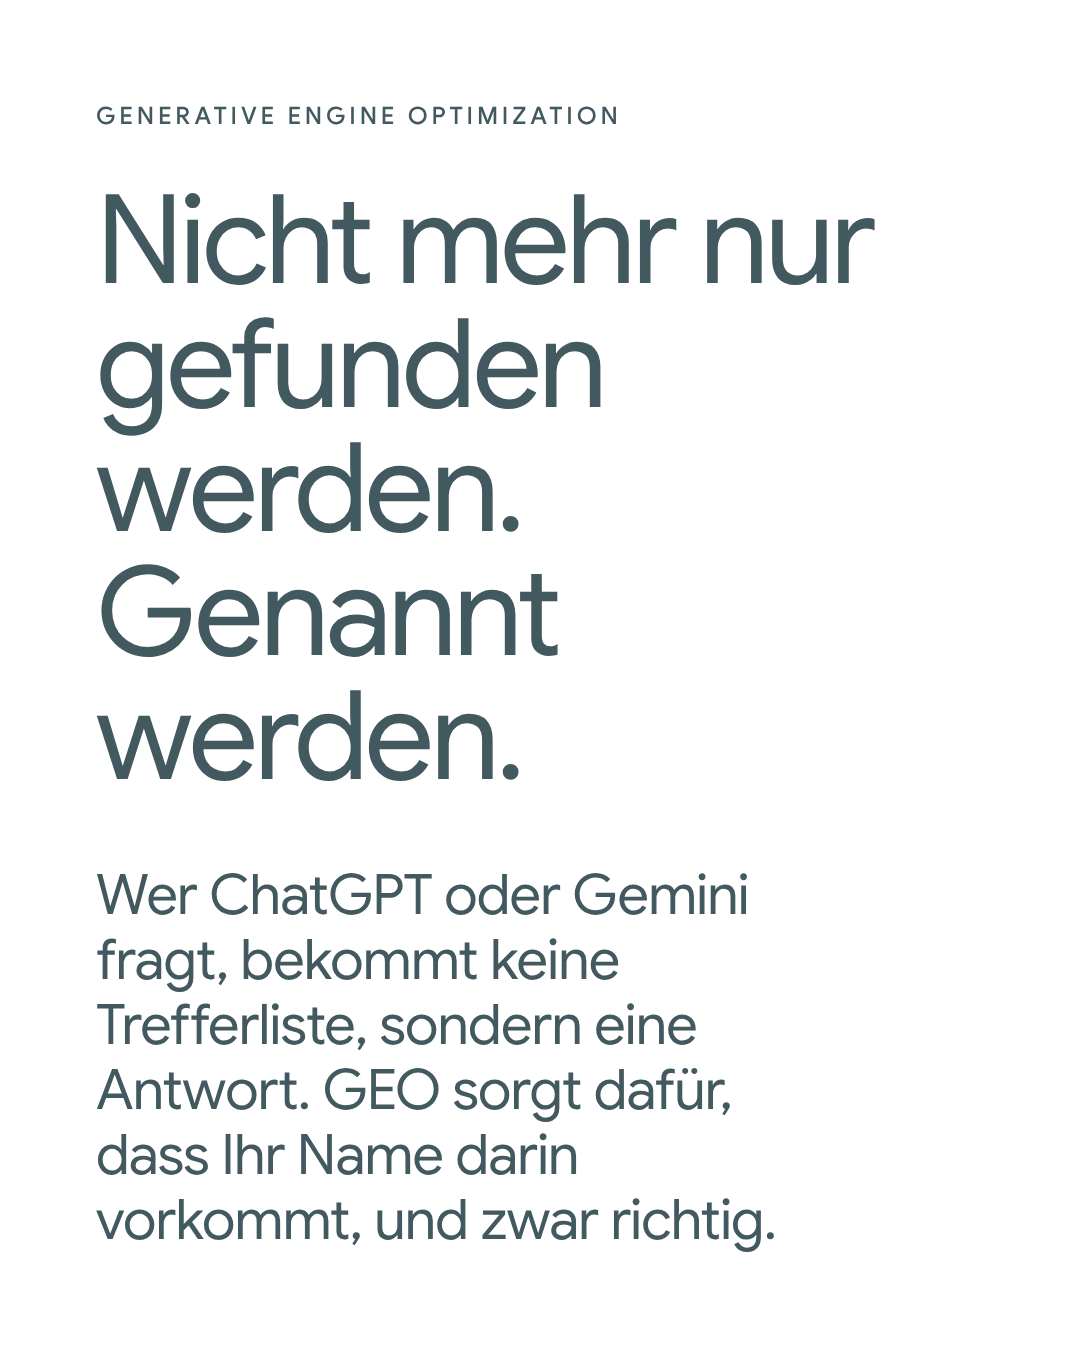 GENERATIVE ENGINE OPTIMIZATION
Nicht mehr nur
gefunden
werden.
Genannt
werden.
Wer ChatGPT oder Gemini
fragt, bekommt keine
Trefferliste, sondern eine
Antwort. GEO sorgt dafür,
dass Ihr Name darin
vorkommt, und zwar richtig.